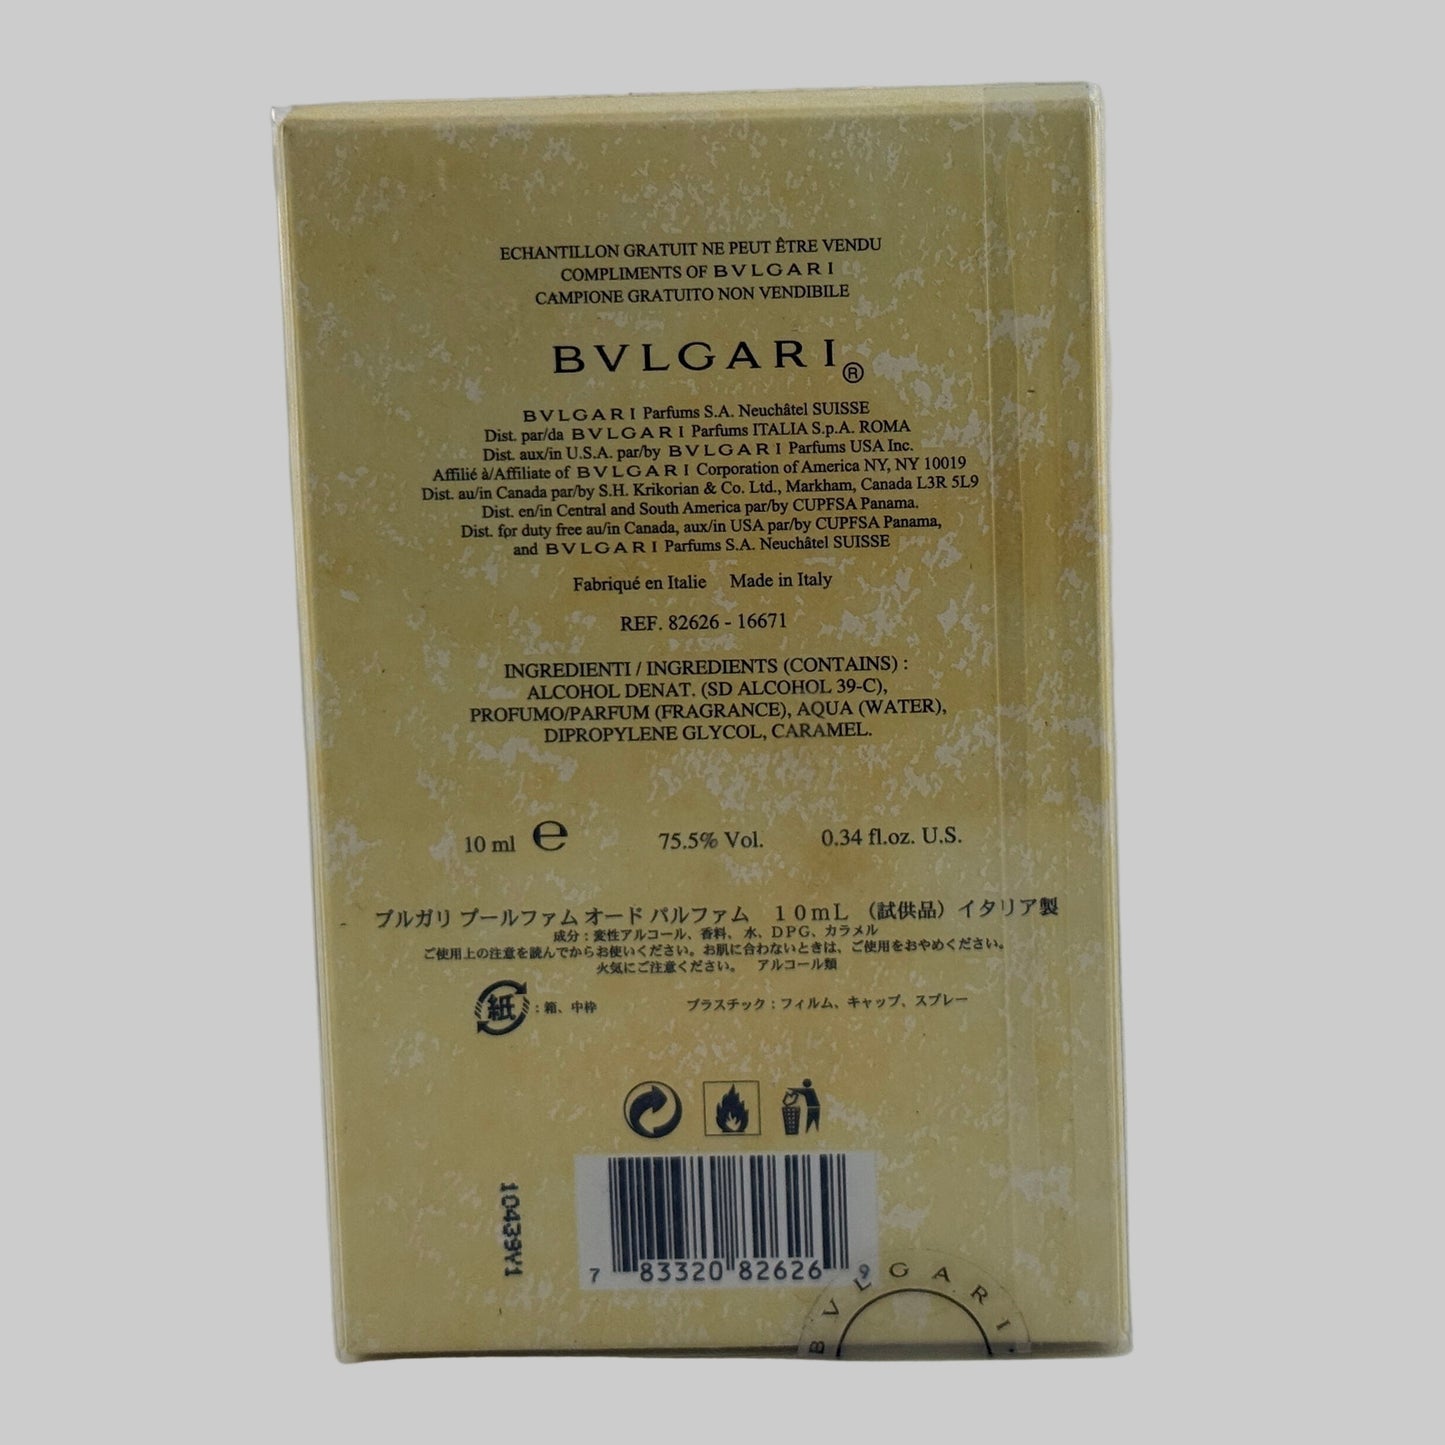 ECHANTILLON GRATUIT NE PEUT ÊTRE VENDU
COMPLIMENTS OF BVLGARI
CAMPIONE GRATUITO NON VENDIBILE
BVLGARI®
BVLGARI Parfums S.A. Neuchâtel SUISSE
Dist. par/da BVLGARI Parfums ITALIA S.p.A. ROMA
Dist. aux/in U.S.A. par/by BVLGARI Parfums USA Inc.
Affilié à/Affiliate of BVLGARI Corporation of America NY, NY 10019
Dist. au/in Canada par/by S.H. Krikorian & Co. Ltd., Markham, Canada L3R 5L9
Dist. en/in Central and South America par/by CUPFSA Panama.
Dist. for duty free au/in Canada, aux/in USA par/by CUPFSA Panama,
and BVLGARI Parfums S.A. Neuchâtel SUISSE
Fabriqué en Italie Made in Italy
REF. 82626 - 16671
INGREDIENTI / INGREDIENTS (CONTAINS) :
ALCOHOL DENAT. (SD ALCOHOL 39-C),
PROFUMO/PARFUM (FRAGRANCE), AQUA (WATER),
DIPROPYLENE GLYCOL, CARAMEL.
10 ml ℮ 75.5% Vol. 0.34 fl.oz. U.S.
ブルガリ プールファム オード パルファム 10mL (試供品) イタリア製
成分:変性アルコール、香料、水、DPG、カラメル
ご使用上の注意を読んでからお使いください。お肌に合わないときは、ご使用をおやめください。
火気にご注意ください。 アルコール類
紙:箱、中枠 プラスチック:フィルム、キャップ、スプレー
10439Y1
7 83320 82626 9
BVLGARI